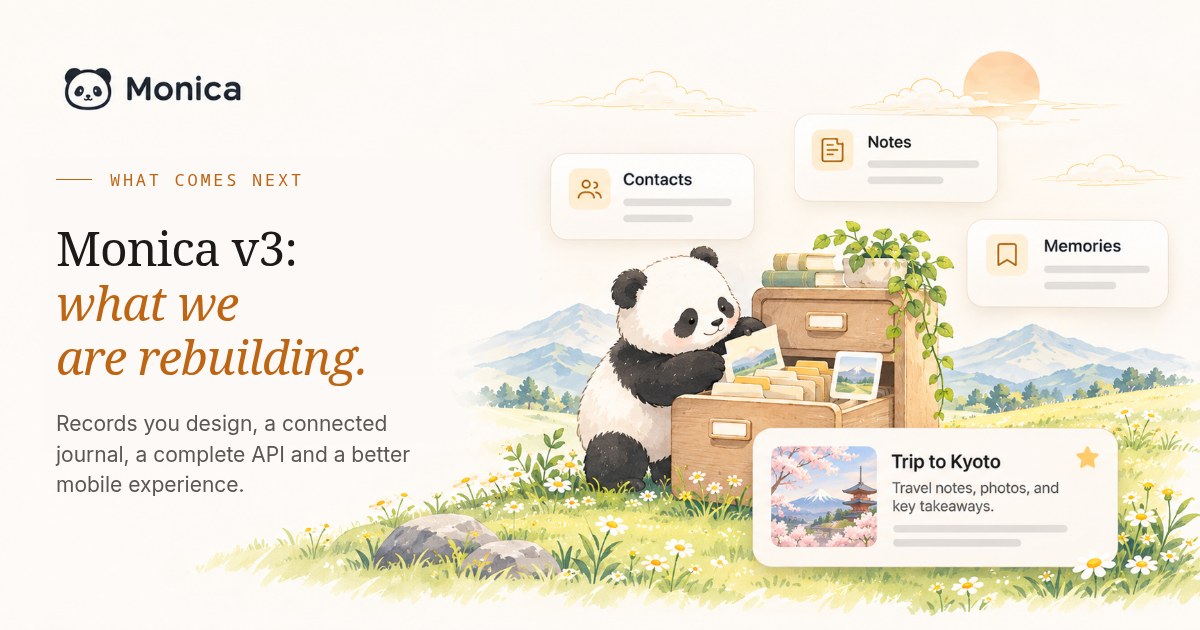 Monica
WHAT COMES NEXT
Monica v3:
what we
are rebuilding.
Records you design, a connected
journal, a complete API and a better
mobile experience.
Contacts
Notes
Memories
Trip to Kyoto
Travel notes, photos, and
key takeaways.